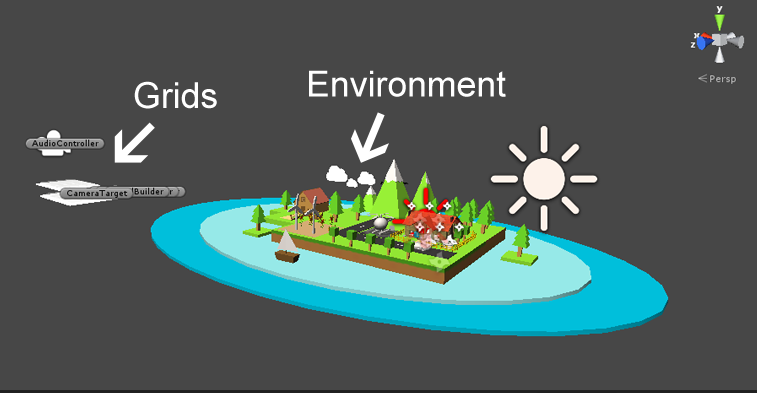 y
x
z
Persp
Environment
Grids
AudioController
CameraTarget
Builder
r )